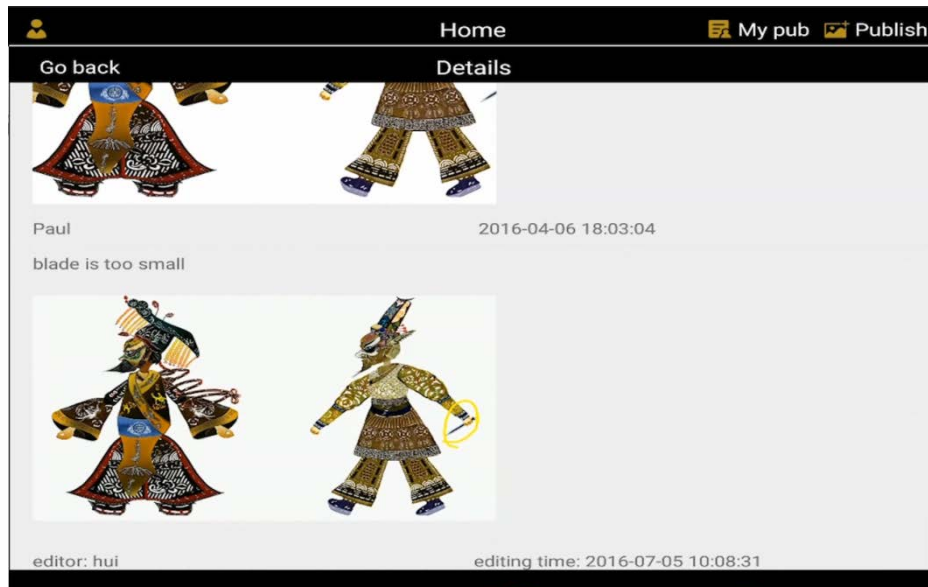 Home My pub Publish
Go back Details
Paul 2016-04-06 18:03:04
blade is too small
editor: hui editing time: 2016-07-05 10:08:31